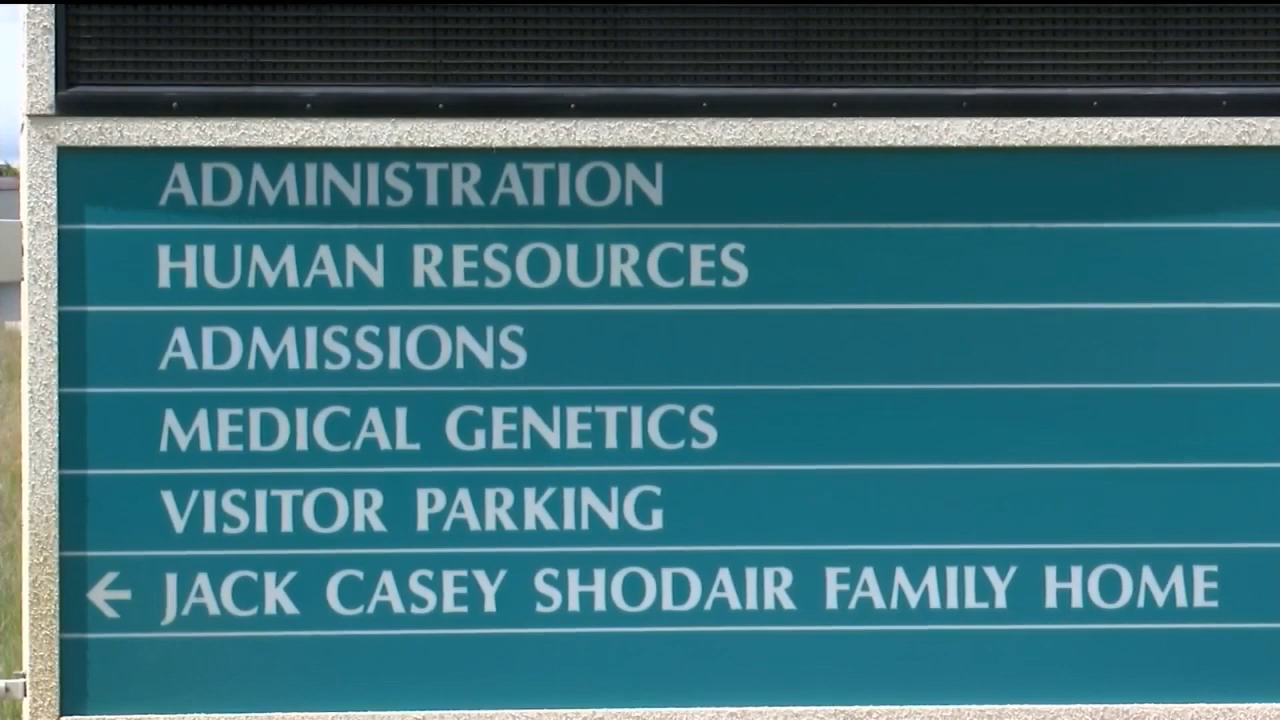 ADMINISTRATION
HUMAN RESOURCES
ADMISSIONS
MEDICAL GENETICS
VISITOR PARKING
← JACK CASEY SHODAIR FAMILY HOME